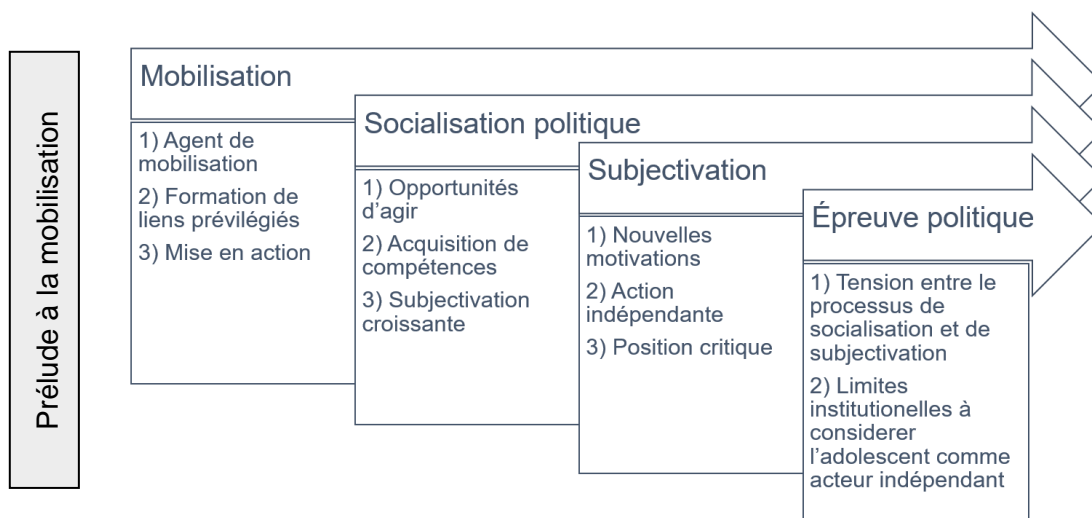 Prélude à la mobilisation
Mobilisation
1) Agent de
mobilisation
2) Formation de
liens prévilégiés
3) Mise en action
Socialisation politique
1) Opportunités
d'agir
2) Acquisition de
compétences
3) Subjectivation
croissante
Subjectivation
1) Nouvelles
motivations
2) Action
indépendante
3) Position critique
Épreuve politique
1) Tension entre le
processus de
socialisation et de
subjectivation
2) Limites
institutionelles à
considerer
l'adolescent comme
acteur indépendant